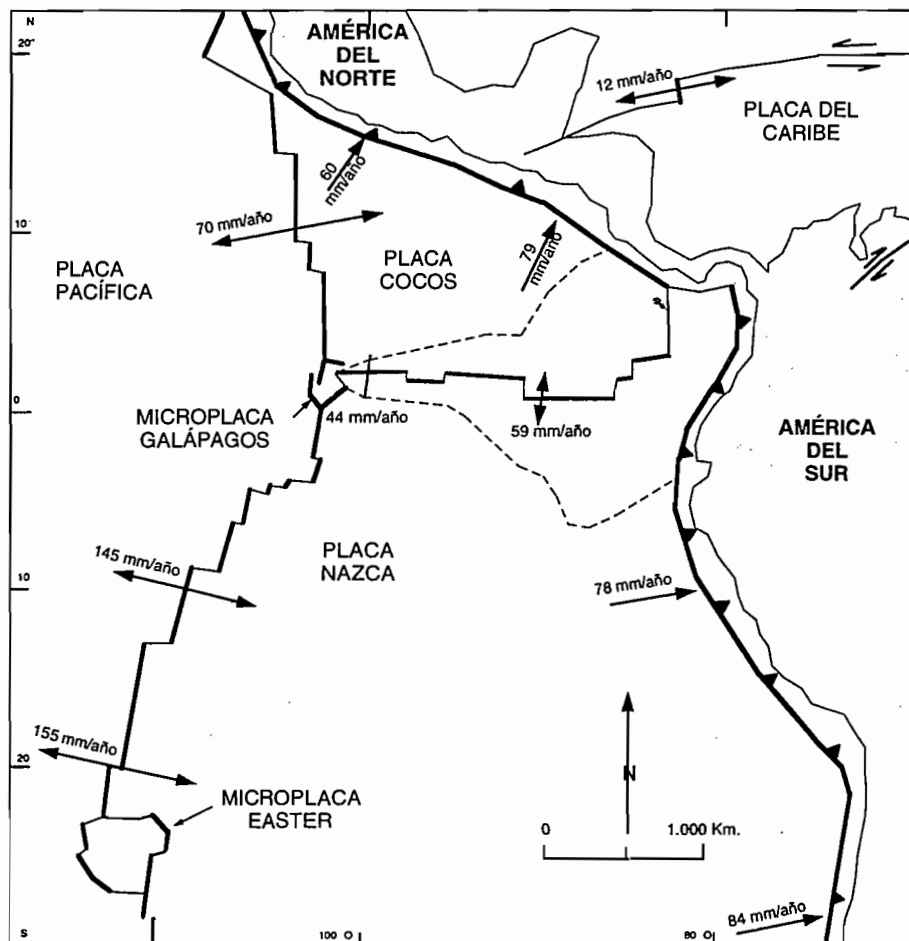 N
20°
AMÉRICA
DEL
NORTE
12 mm/año
PLACA DEL
CARIBE
60
mm/año
10°
70 mm/año
79
mm/año
PLACA
PACÍFICA
PLACA
COCOS
0
MICROPLACA
GALÁPAGOS
44 mm/año
59 mm/año
AMÉRICA
DEL
SUR
PLACA
NAZCA
145 mm/año
10
78 mm/año
155 mm/año
20
N
MICROPLACA
EASTER
0
1.000 Km.
84 mm/año
S
100 O
80 O